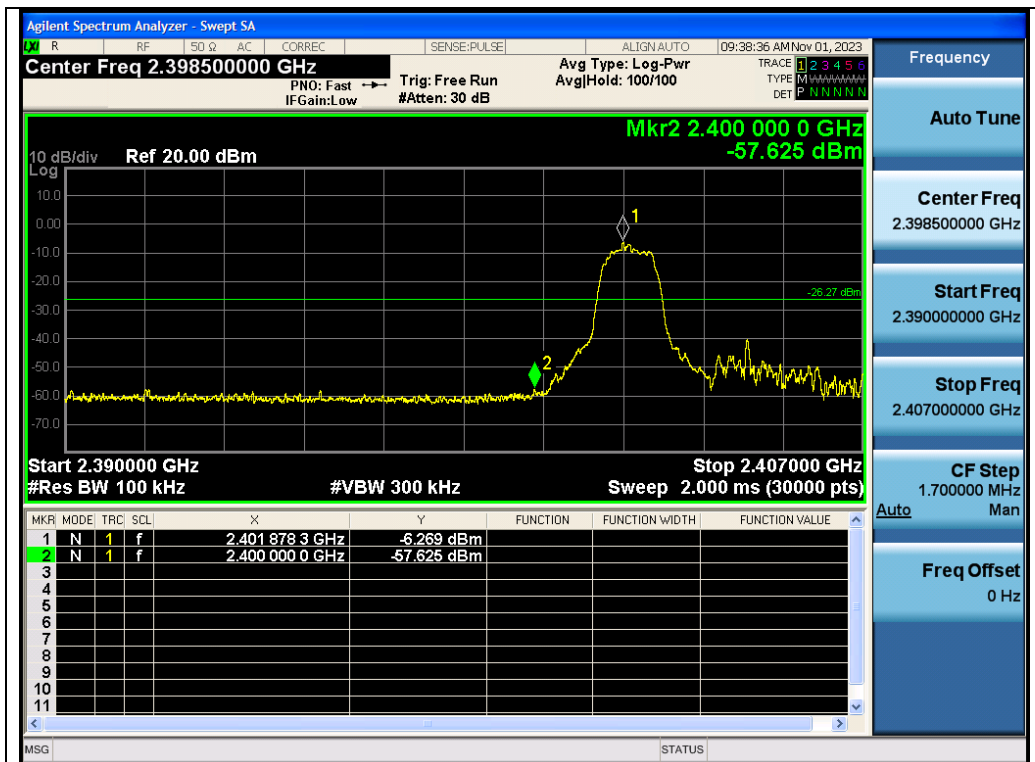 Agilent Spectrum Analyzer - Swept SA
LXI R RF 50 Ω AC CORREC SENSE:PULSE ALIGN AUTO 09:38:36 AM Nov 01, 2023
Center Freq 2.398500000 GHz
PNO: Fast
IFGain:Low
Trig: Free Run
#Atten: 30 dB
Avg Type: Log-Pwr
Avg|Hold: 100/100
TRACE 1 2 3 4 5 6
TYPE M
DET P N N N N N
Mkr2 2.400 000 0 GHz
-57.625 dBm
10 dB/div Ref 20.00 dBm
Log
10.0
0.00
-10.0
-20.0
-30.0
-40.0
-50.0
-60.0
-70.0
1
2
-26.27 dBm
Start 2.390000 GHz Stop 2.407000 GHz
#Res BW 100 kHz #VBW 300 kHz Sweep 2.000 ms (30000 pts)
MKR MODE TRC SCL X Y FUNCTION FUNCTION WIDTH FUNCTION VALUE
1 N 1 f 2.401 878 3 GHz -6.269 dBm
2 N 1 f 2.400 000 0 GHz -57.625 dBm
3
4
5
6
7
8
9
10
11
MSG STATUS
Frequency
Auto Tune
Center Freq
2.398500000 GHz
Start Freq
2.390000000 GHz
Stop Freq
2.407000000 GHz
CF Step
1.700000 MHz
Auto Man
Freq Offset
0 Hz